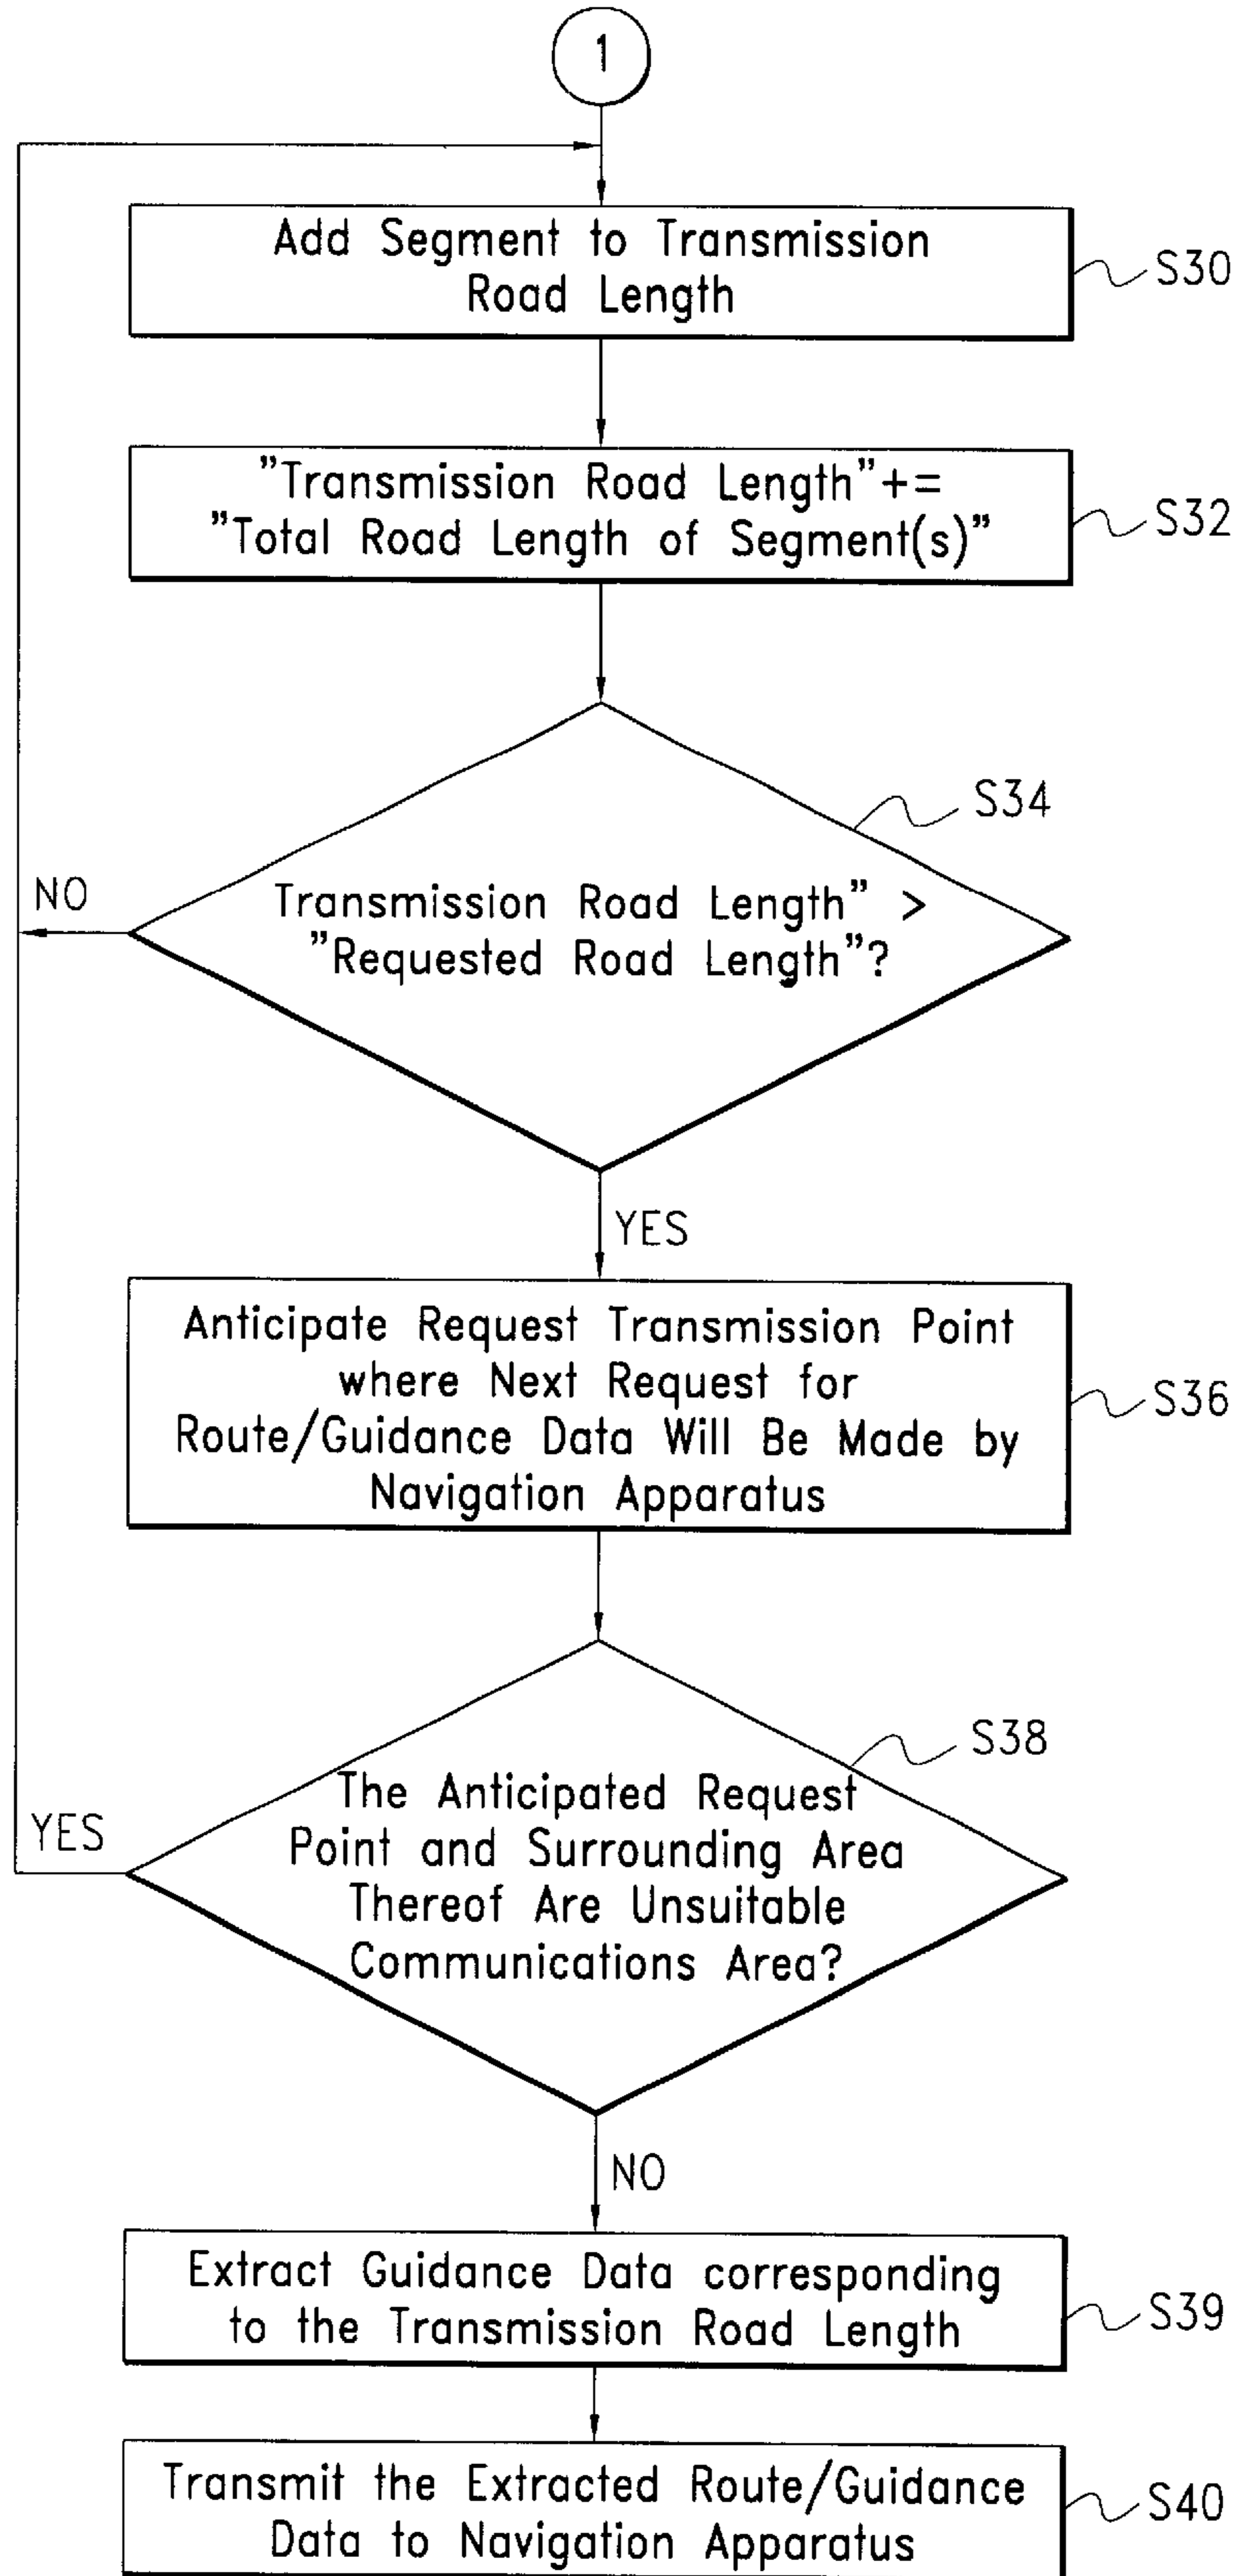 1
Add Segment to Transmission
Road Length
S30
"Transmission Road Length"+=
"Total Road Length of Segment(s)"
S32
S34
NO
Transmission Road Length" >
"Requested Road Length"?
YES
Anticipate Request Transmission Point
where Next Request for
Route/Guidance Data Will Be Made by
Navigation Apparatus
S36
S38
YES
The Anticipated Request
Point and Surrounding Area
Thereof Are Unsuitable
Communications Area?
NO
Extract Guidance Data corresponding
to the Transmission Road Length
S39
Transmit the Extracted Route/Guidance
Data to Navigation Apparatus
S40